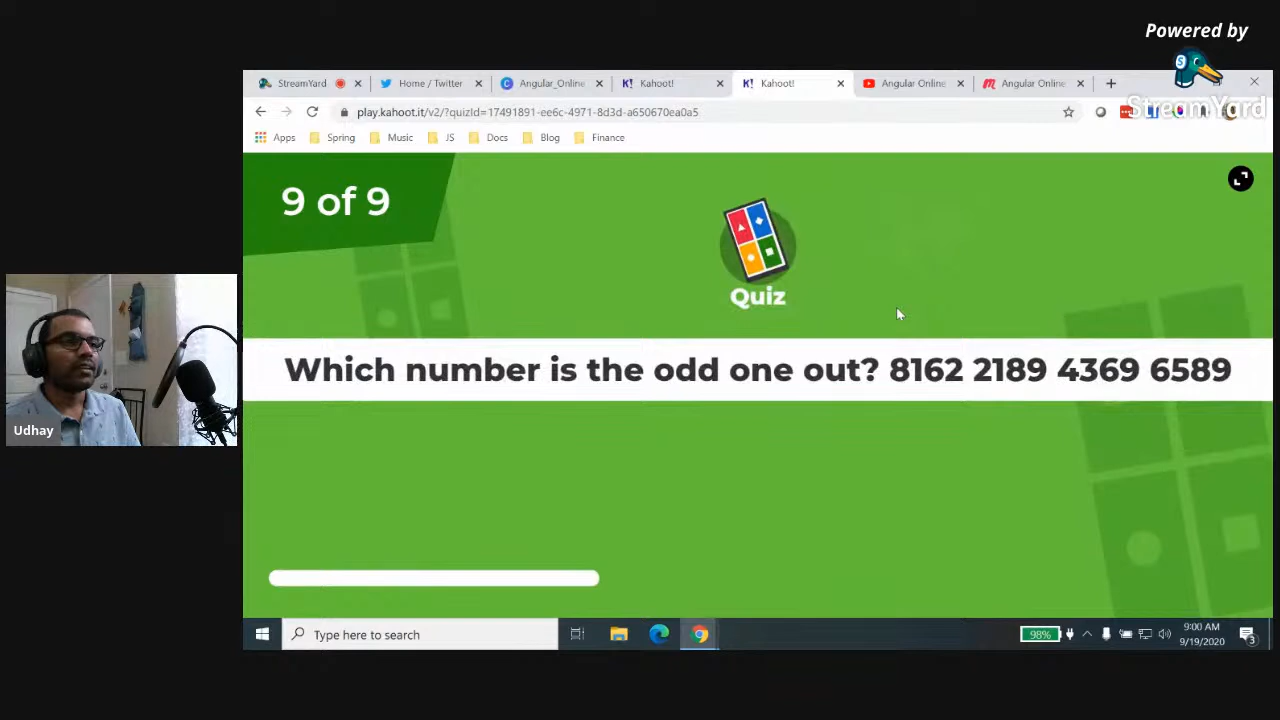 Powered by
StreamYard
StreamYard
Home / Twitter
Angular_Online
Kahoot!
Kahoot!
Angular Online
Angular Online
play.kahoot.it/v2/?quizId=17491891-ee6c-4971-8d3d-a650670ea0a5
Apps
Spring
Music
JS
Docs
Blog
Finance
9 of 9
Quiz
Which number is the odd one out? 8162 2189 4369 6589
Udhay
Type here to search
98%
9:00 AM
9/19/2020
3